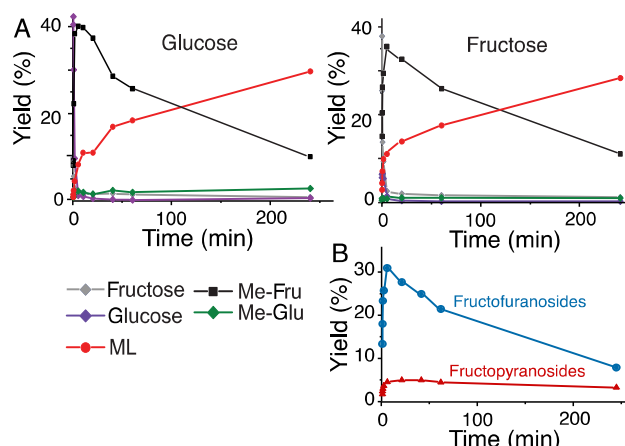 A
Glucose
Yield (%)
40
20
0
0
100
200
Time (min)
Fructose
Yield (%)
40
20
0
0
100
200
Time (min)
Fructose
Glucose
ML
Me-Fru
Me-Glu
B
Yield (%)
30
20
10
0
Fructofuranosides
Fructopyranosides
0
100
200
Time (min)